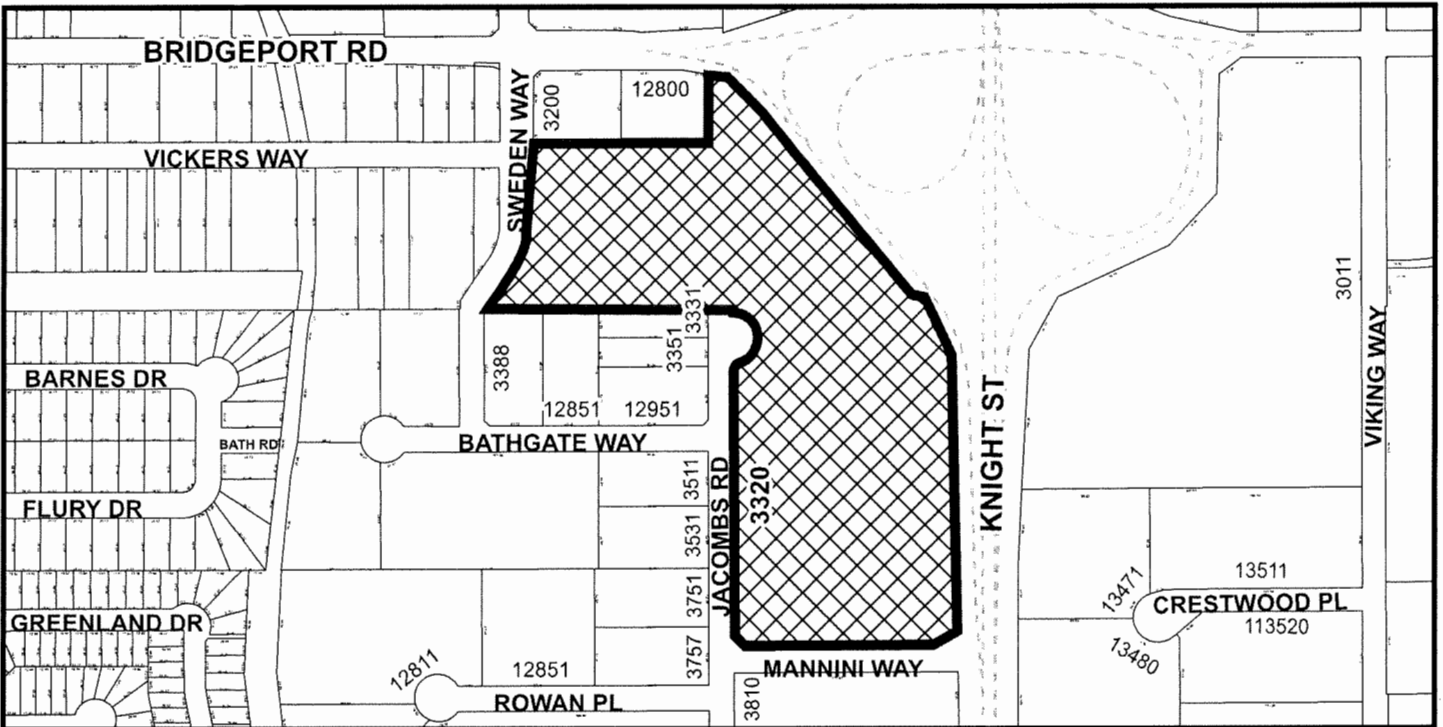 BRIDGEPORT RD
SWEDEN WAY
3200
12800
VICKERS WAY
3011
3331
3351
3388
VIKING WAY
BARNES DR
12851
12951
KNIGHT ST
BATH RD
BATHGATE WAY
JACOMBS RD
3320
3511
FLURY DR
3531
13511
13471
CRESTWOOD PL
3751
GREENLAND DR
113520
13480
3757
12811
12851
MANNINI WAY
ROWAN PL
3810